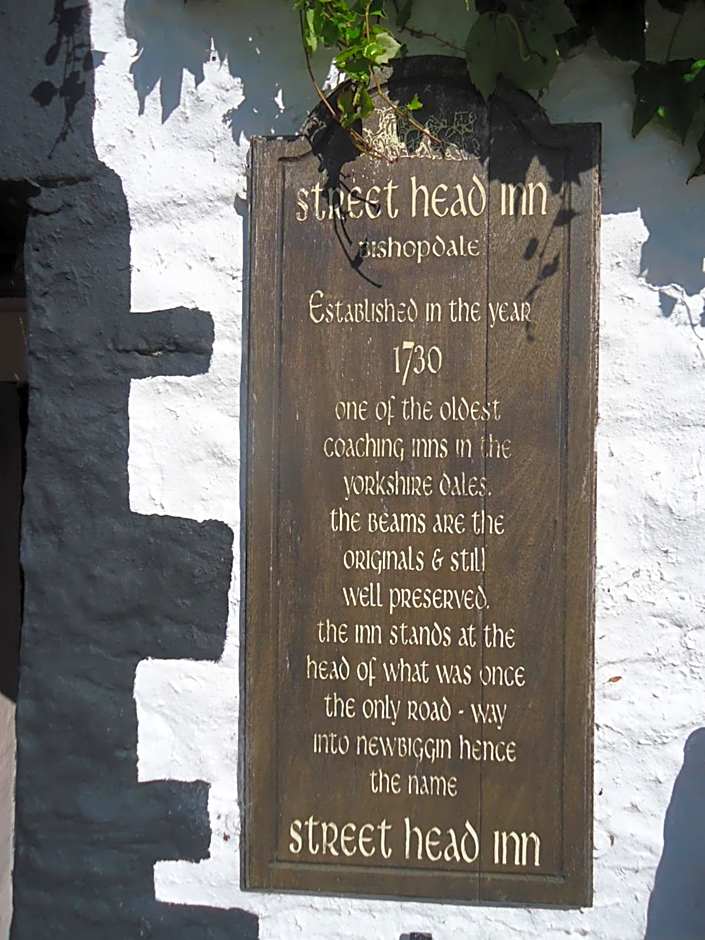 Street Head Inn
Bishopdale
Established in the year
1730
one of the oldest
coaching inns in the
yorkshire dales.
the beams are the
originals & still
well preserved.
the inn stands at the
head of what was once
the only road - way
into newbiggin hence
the name
Street Head Inn